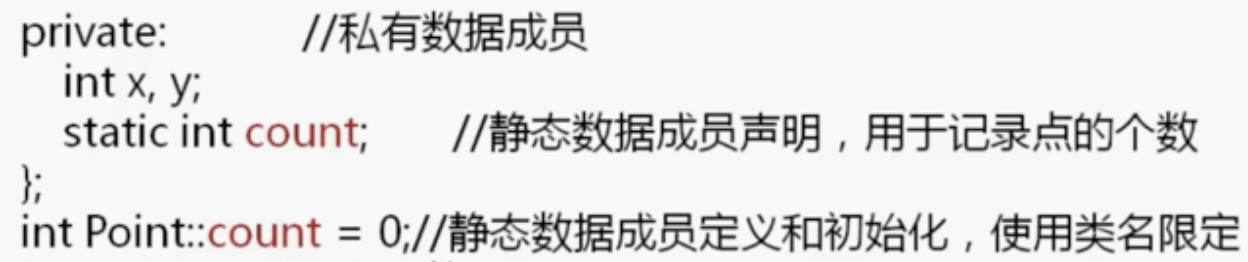 private: //私有数据成员
int x, y;
static int count; //静态数据成员声明，用于记录点的个数
};
int Point::count = 0;//静态数据成员定义和初始化，使用类名限定